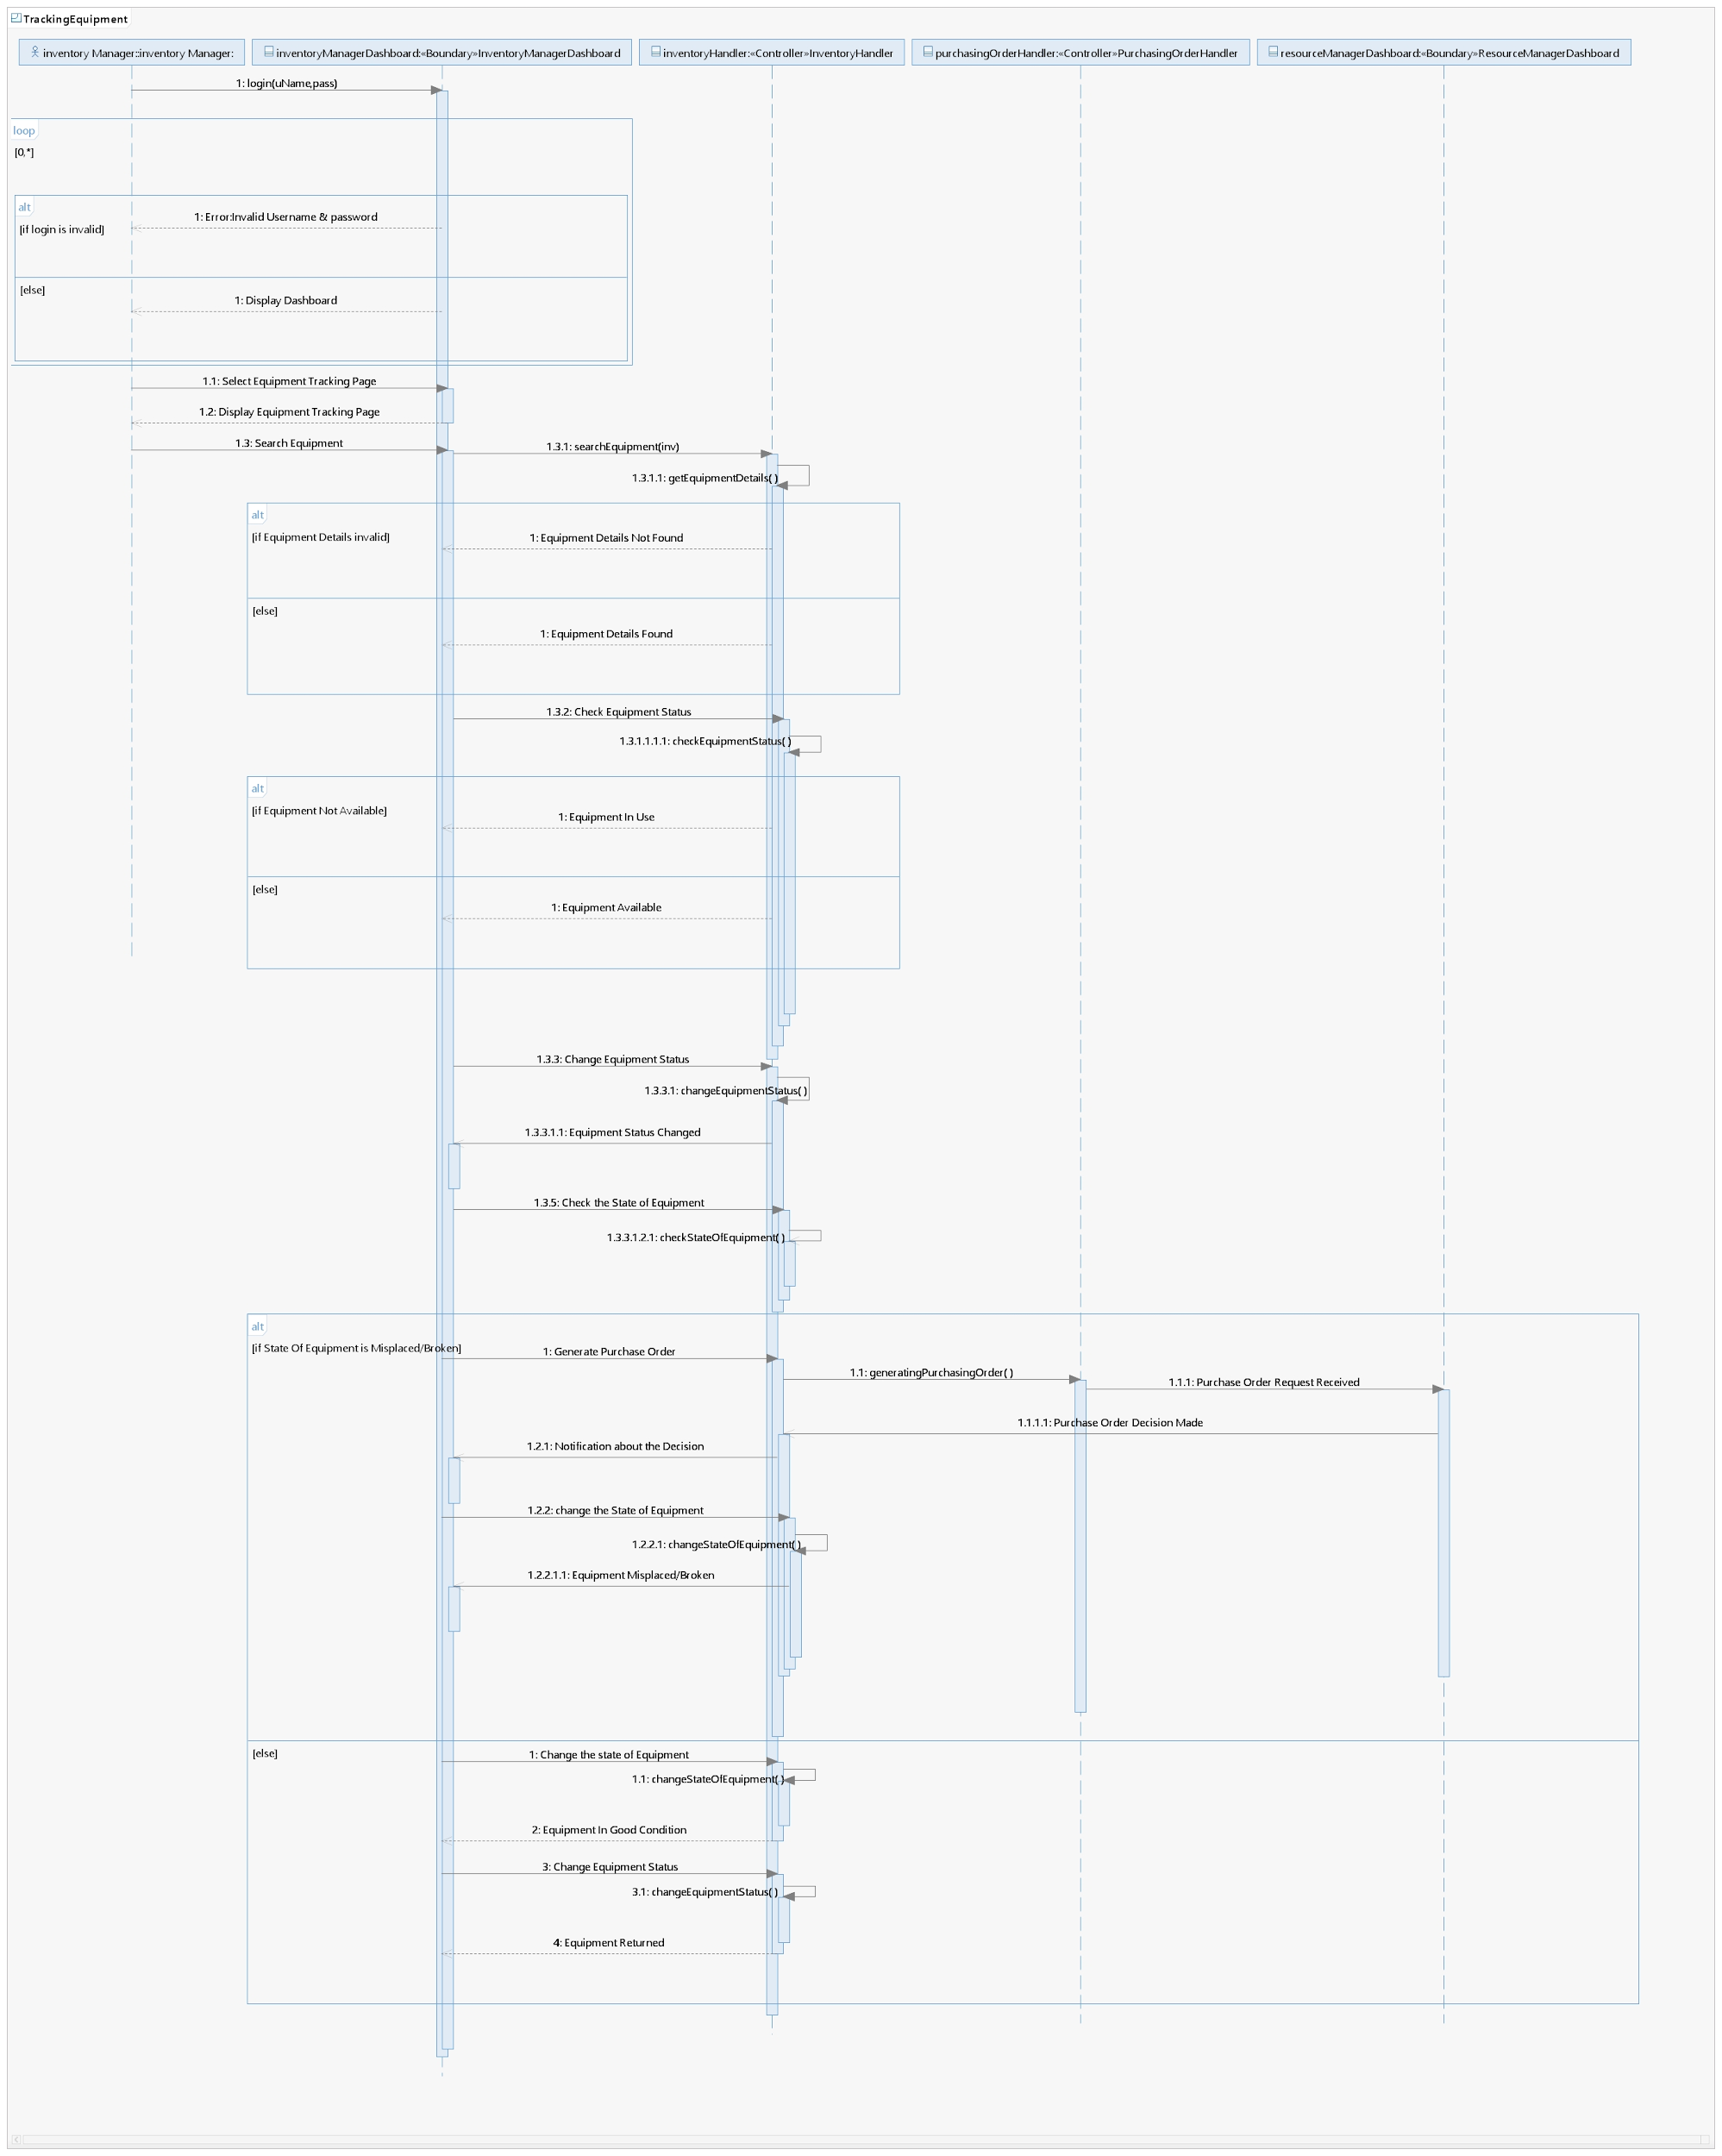 TrackingEquipment
inventory Manager::inventory Manager:
inventoryManagerDashboard:«Boundary»InventoryManagerDashboard
inventoryHandler:«Controller»InventoryHandler
purchasingOrderHandler:«Controller»PurchasingOrderHandler
resourceManagerDashboard:«Boundary»ResourceManagerDashboard
1: login(uName,pass)
loop
[0,*]
alt
1: Error:Invalid Username & password
[if login is invalid]
[else]
1: Display Dashboard
1.1: Select Equipment Tracking Page
1.2: Display Equipment Tracking Page
1.3: Search Equipment
1.3.1: searchEquipment(inv)
1.3.1.1: getEquipmentDetails( )
alt
[if Equipment Details invalid]
1: Equipment Details Not Found
[else]
1: Equipment Details Found
1.3.2: Check Equipment Status
1.3.1.1.1.1: checkEquipmentStatus( )
alt
[if Equipment Not Available]
1: Equipment In Use
[else]
1: Equipment Available
1.3.3: Change Equipment Status
1.3.3.1: changeEquipmentStatus( )
1.3.3.1.1: Equipment Status Changed
1.3.5: Check the State of Equipment
1.3.3.1.2.1: checkStateOfEquipment( )
alt
[if State Of Equipment is Misplaced/Broken]
1: Generate Purchase Order
1.1: generatingPurchasingOrder( )
1.1.1: Purchase Order Request Received
1.1.1.1: Purchase Order Decision Made
1.2.1: Notification about the Decision
1.2.2: change the State of Equipment
1.2.2.1: changeStateOfEquipment( )
1.2.2.1.1: Equipment Misplaced/Broken
[else]
1: Change the state of Equipment
1.1: changeStateOfEquipment( )
2: Equipment In Good Condition
3: Change Equipment Status
3.1: changeEquipmentStatus( )
4: Equipment Returned